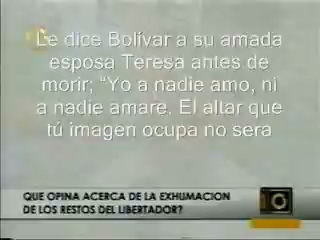 Le dice Bolivar a su amada
esposa Teresa antes de
morir; "Yo a nadie amo, ni
a nadie amare. El altar que
tú imagen ocupa no sera
QUE OPINA ACERCA DE LA EXHUMACION
DE LOS RESTOS DEL LIBERTADOR?